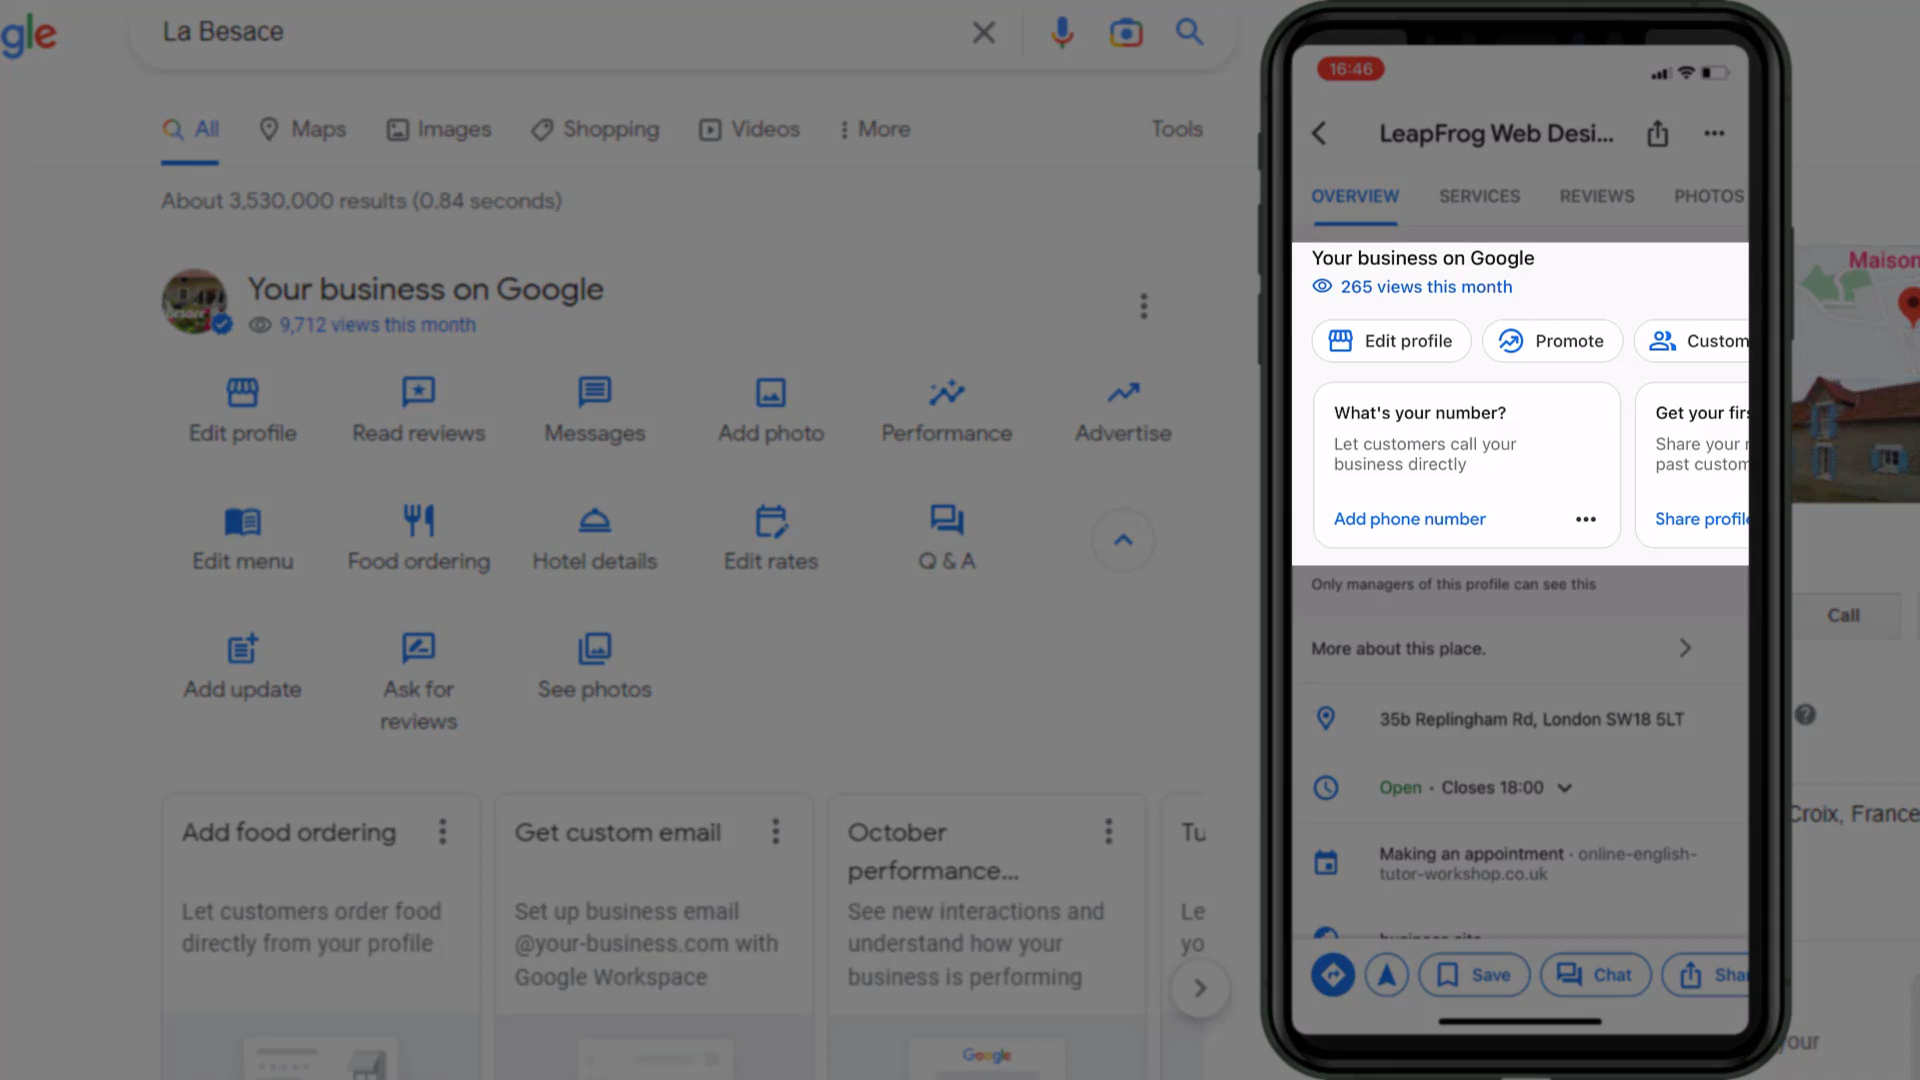 gle
La Besace
All
Maps
Images
Shopping
Videos
More
Tools
About 3,530,000 results (0.84 seconds)
Your business on Google
9,712 views this month
Edit profile
Read reviews
Messages
Add photo
Performance
Advertise
Edit menu
Food ordering
Hotel details
Edit rates
Q & A
Add update
Ask for
reviews
See photos
Add food ordering
Let customers order food
directly from your profile
Get custom email
Set up business email
@your-business.com with
Google Workspace
October
performance...
See new interactions and
understand how your
business is performing
Google
Tu
Le
yo
16:46
LeapFrog Web Desi...
OVERVIEW
SERVICES
REVIEWS
PHOTOS
Your business on Google
265 views this month
Edit profile
Promote
Custom
What's your number?
Let customers call your
business directly
Add phone number
Get your firs
Share your r
past custom
Share profile
Only managers of this profile can see this
More about this place.
35b Replingham Rd, London SW18 5LT
Open · Closes 18:00
Making an appointment · online-english-
tutor-workshop.co.uk
Save
Chat
Shar
Maison
Call
Croix, France
your